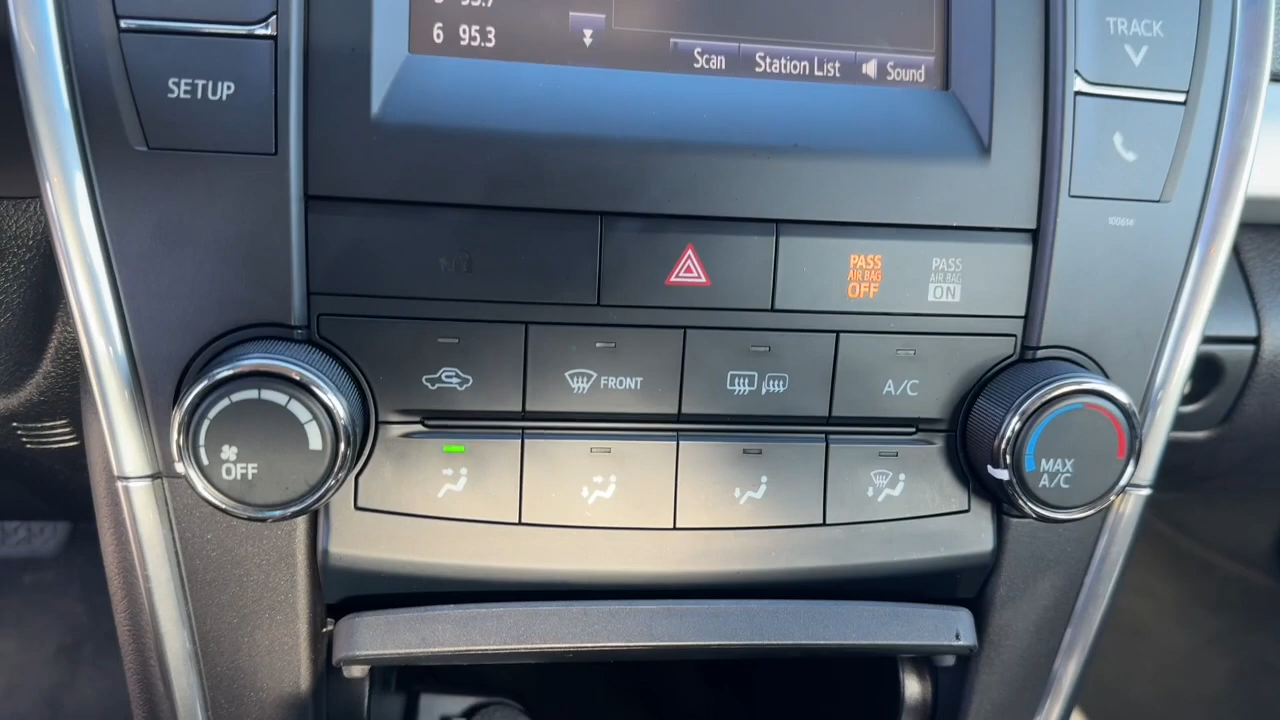 6 95.3
Scan
Station List
Sound
SETUP
TRACK
100614
PASS
AIR BAG
OFF
PASS
AIR BAG
ON
FRONT
A/C
OFF
MAX
A/C